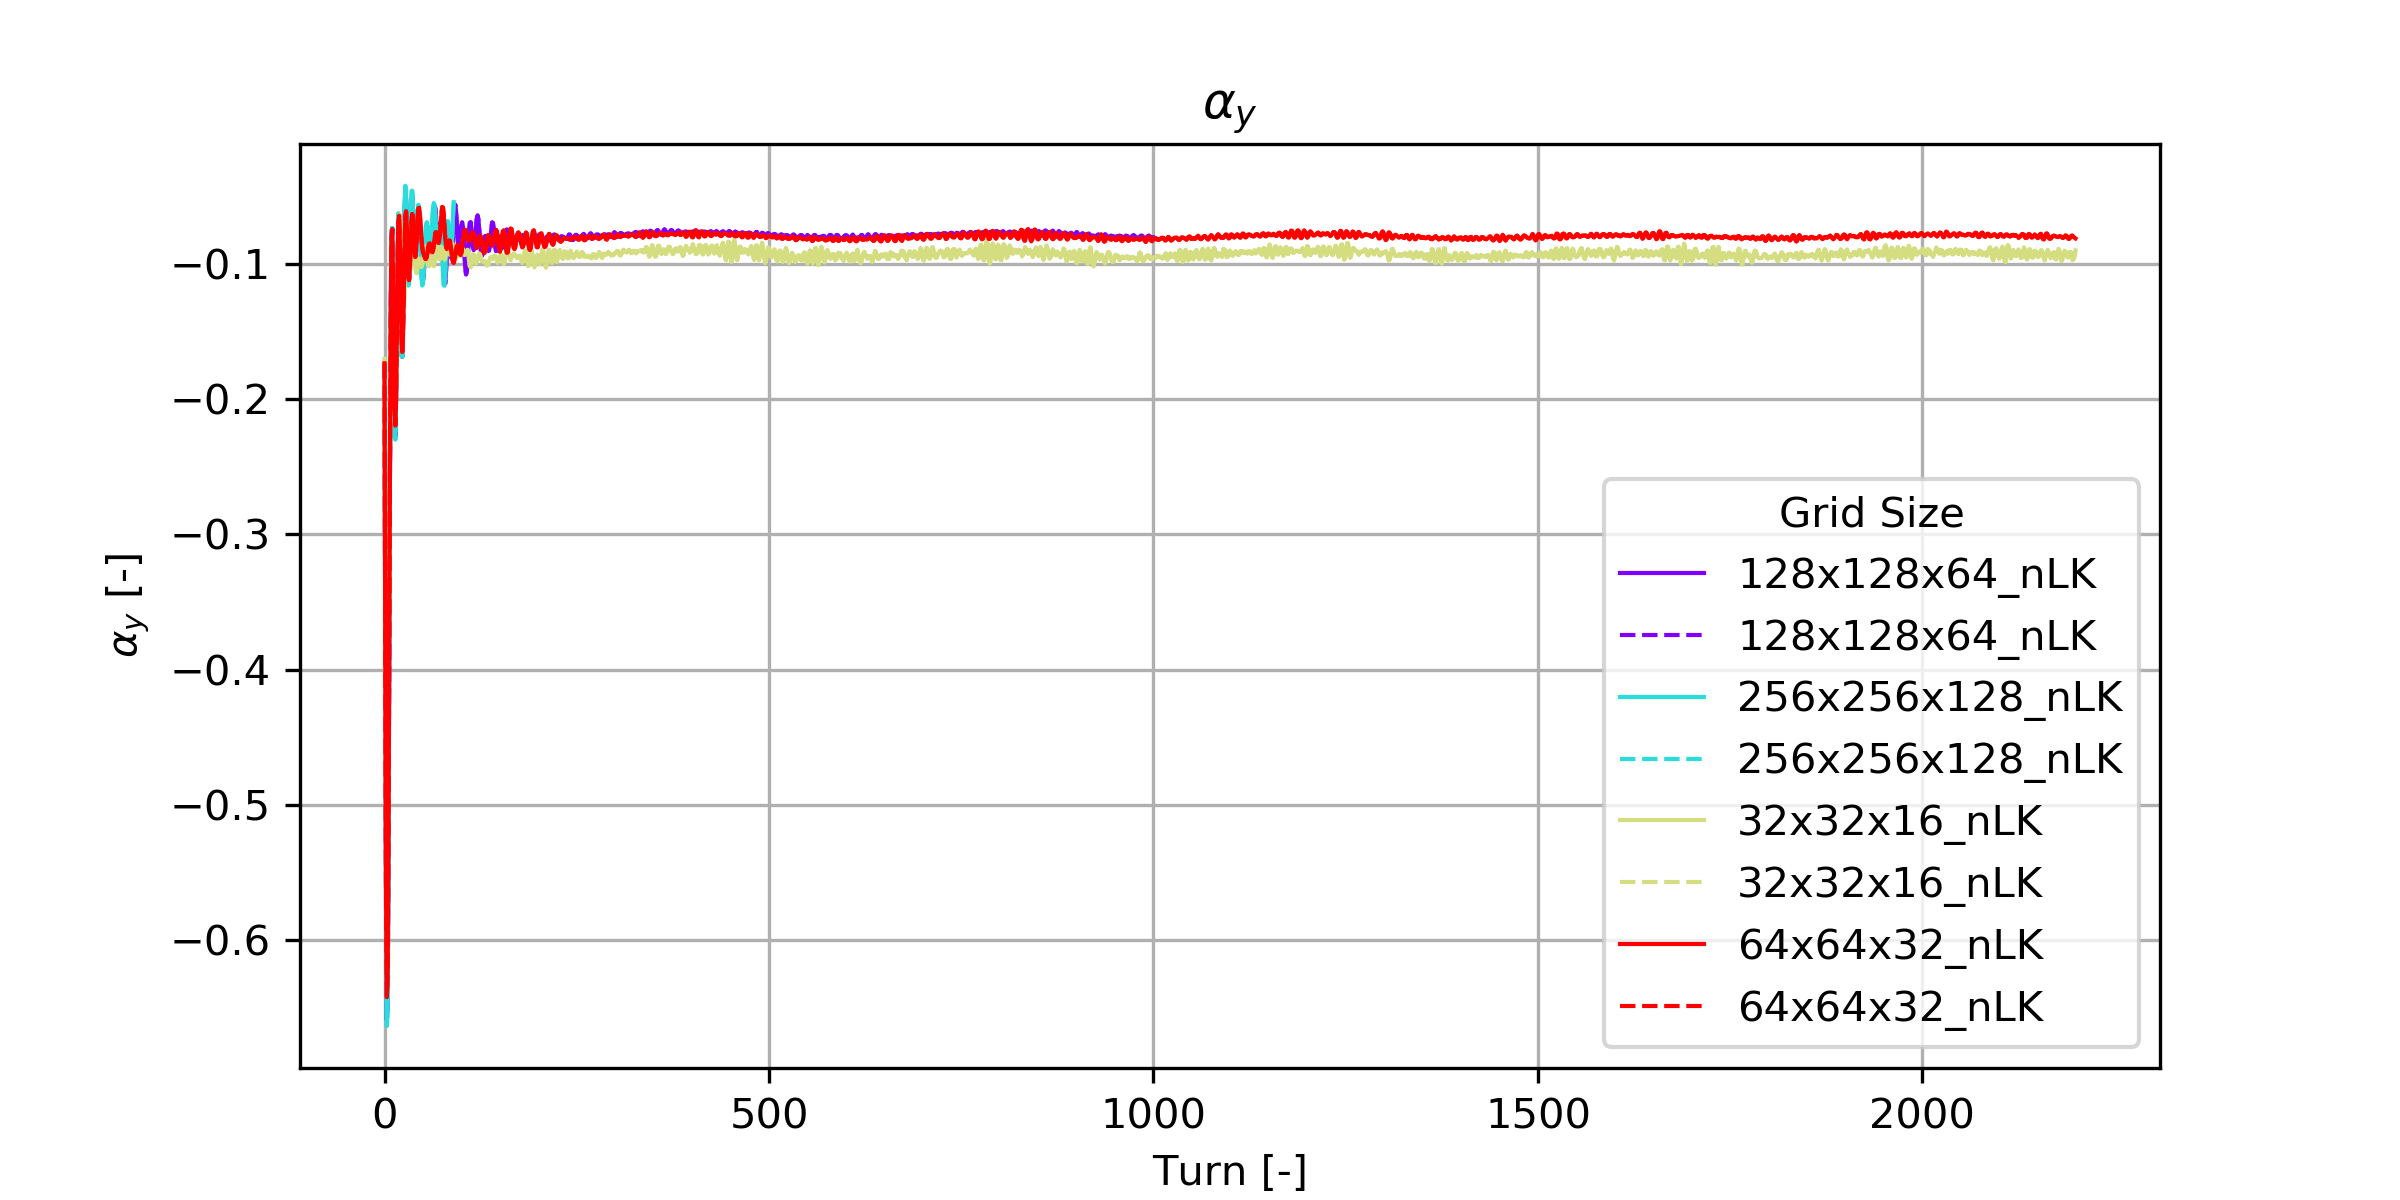 α_y
−0.1
−0.2
−0.3
−0.4
−0.5
−0.6
α_y [-]
Grid Size
128x128x64_nLK
128x128x64_nLK
256x256x128_nLK
256x256x128_nLK
32x32x16_nLK
32x32x16_nLK
64x64x32_nLK
64x64x32_nLK
0 500 1000 1500 2000
Turn [-]